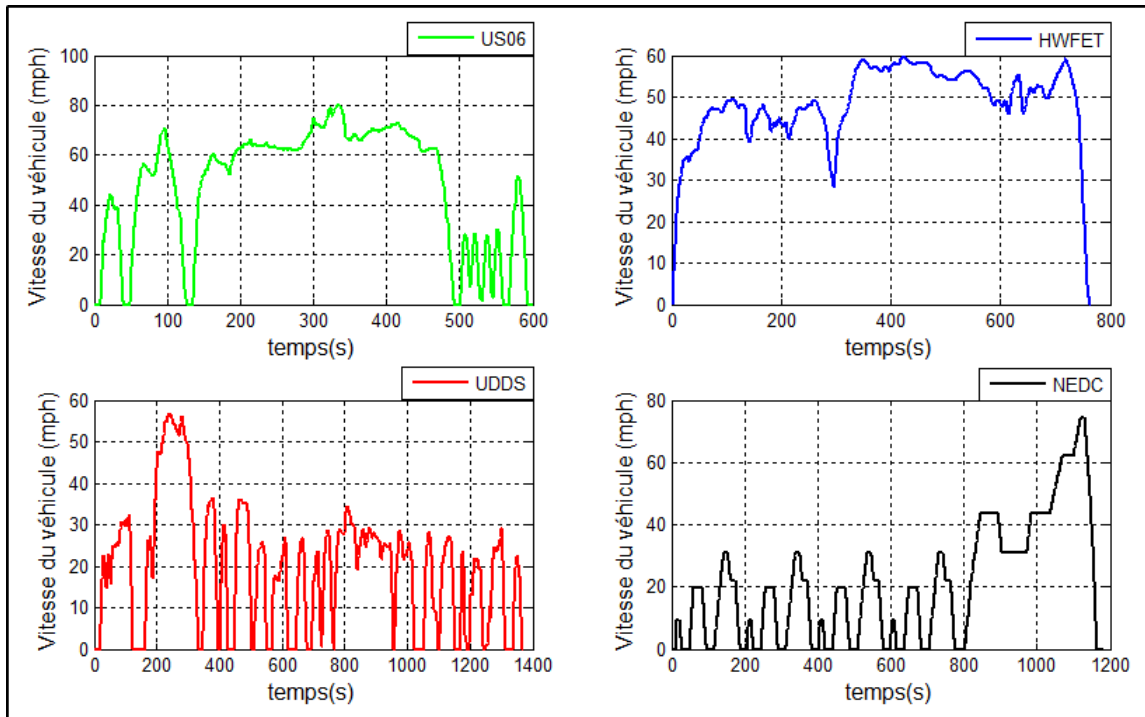 US06
Vitesse du véhicule (mph)
100
80
60
40
20
0
0 100 200 300 400 500 600
temps(s)
HWFET
Vitesse du véhicule (mph)
60
50
40
30
20
10
0
0 200 400 600 800
temps(s)
UDDS
Vitesse du véhicule (mph)
60
50
40
30
20
10
0
0 200 400 600 800 1000 1200 1400
temps(s)
NEDC
Vitesse du véhicule (mph)
80
60
40
20
0
0 200 400 600 800 1000 1200
temps(s)